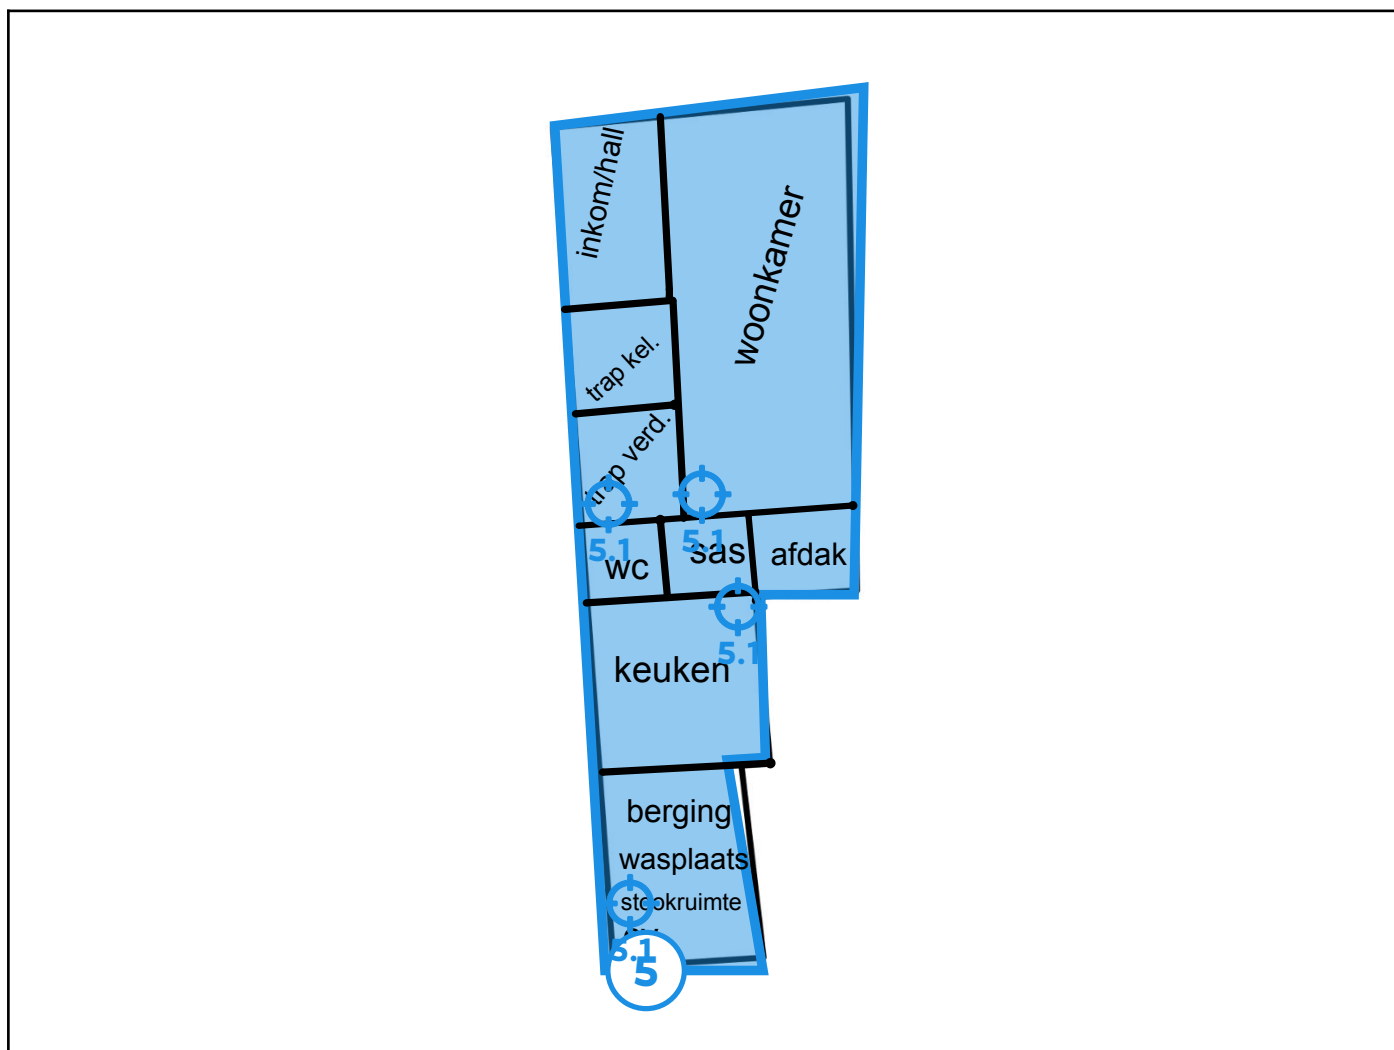 inkom/hall
woonkamer
trap kel.
trap verd.
5.1
5.1
wc
sas
afdak
5.1
keuken
berging
wasplaats
stookruimte
5.1
5